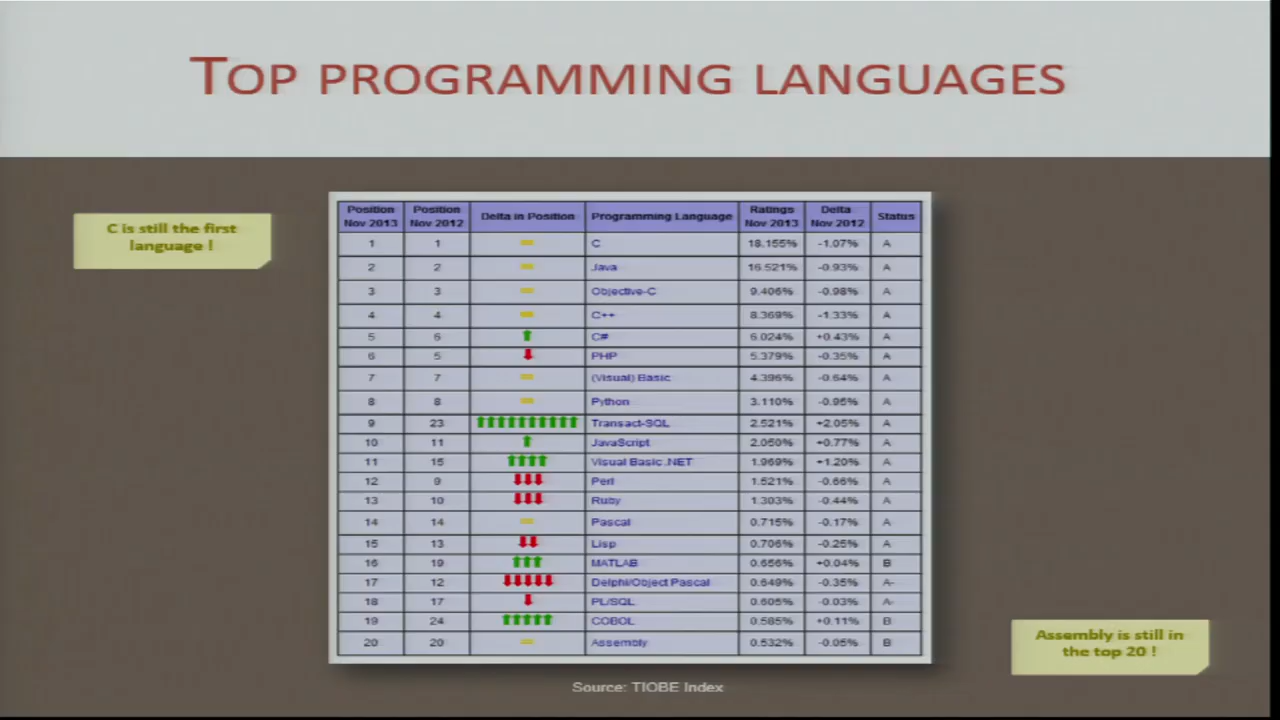 TOP PROGRAMMING LANGUAGES
C is still the first
language !
Position Nov 2013 Position Nov 2012 Delta in Position Programming Language Ratings Nov 2013 Delta Nov 2012 Status
1 1 C 18.155% -1.07% A
2 2 Java 16.521% -0.93% A
3 3 Objective-C 9.406% -0.98% A
4 4 C++ 8.369% -1.33% A
5 6 C# 6.024% +0.43% A
6 5 PHP 5.379% -0.35% A
7 7 (Visual) Basic 4.396% -0.64% A
8 8 Python 3.110% -0.95% A
9 23 Transact-SQL 2.521% +2.05% A
10 11 JavaScript 2.050% +0.77% A
11 15 Visual Basic .NET 1.969% +1.20% A
12 9 Perl 1.521% -0.66% A
13 10 Ruby 1.303% -0.44% A
14 14 Pascal 0.715% -0.17% A
15 13 Lisp 0.706% -0.25% A
16 19 MATLAB 0.656% +0.04% B
17 12 Delphi/Object Pascal 0.649% -0.35% A-
18 17 PL/SQL 0.605% -0.03% A-
19 24 COBOL 0.585% +0.11% B
20 20 Assembly 0.532% -0.05% B
Assembly is still in
the top 20 !
Source: TIOBE Index